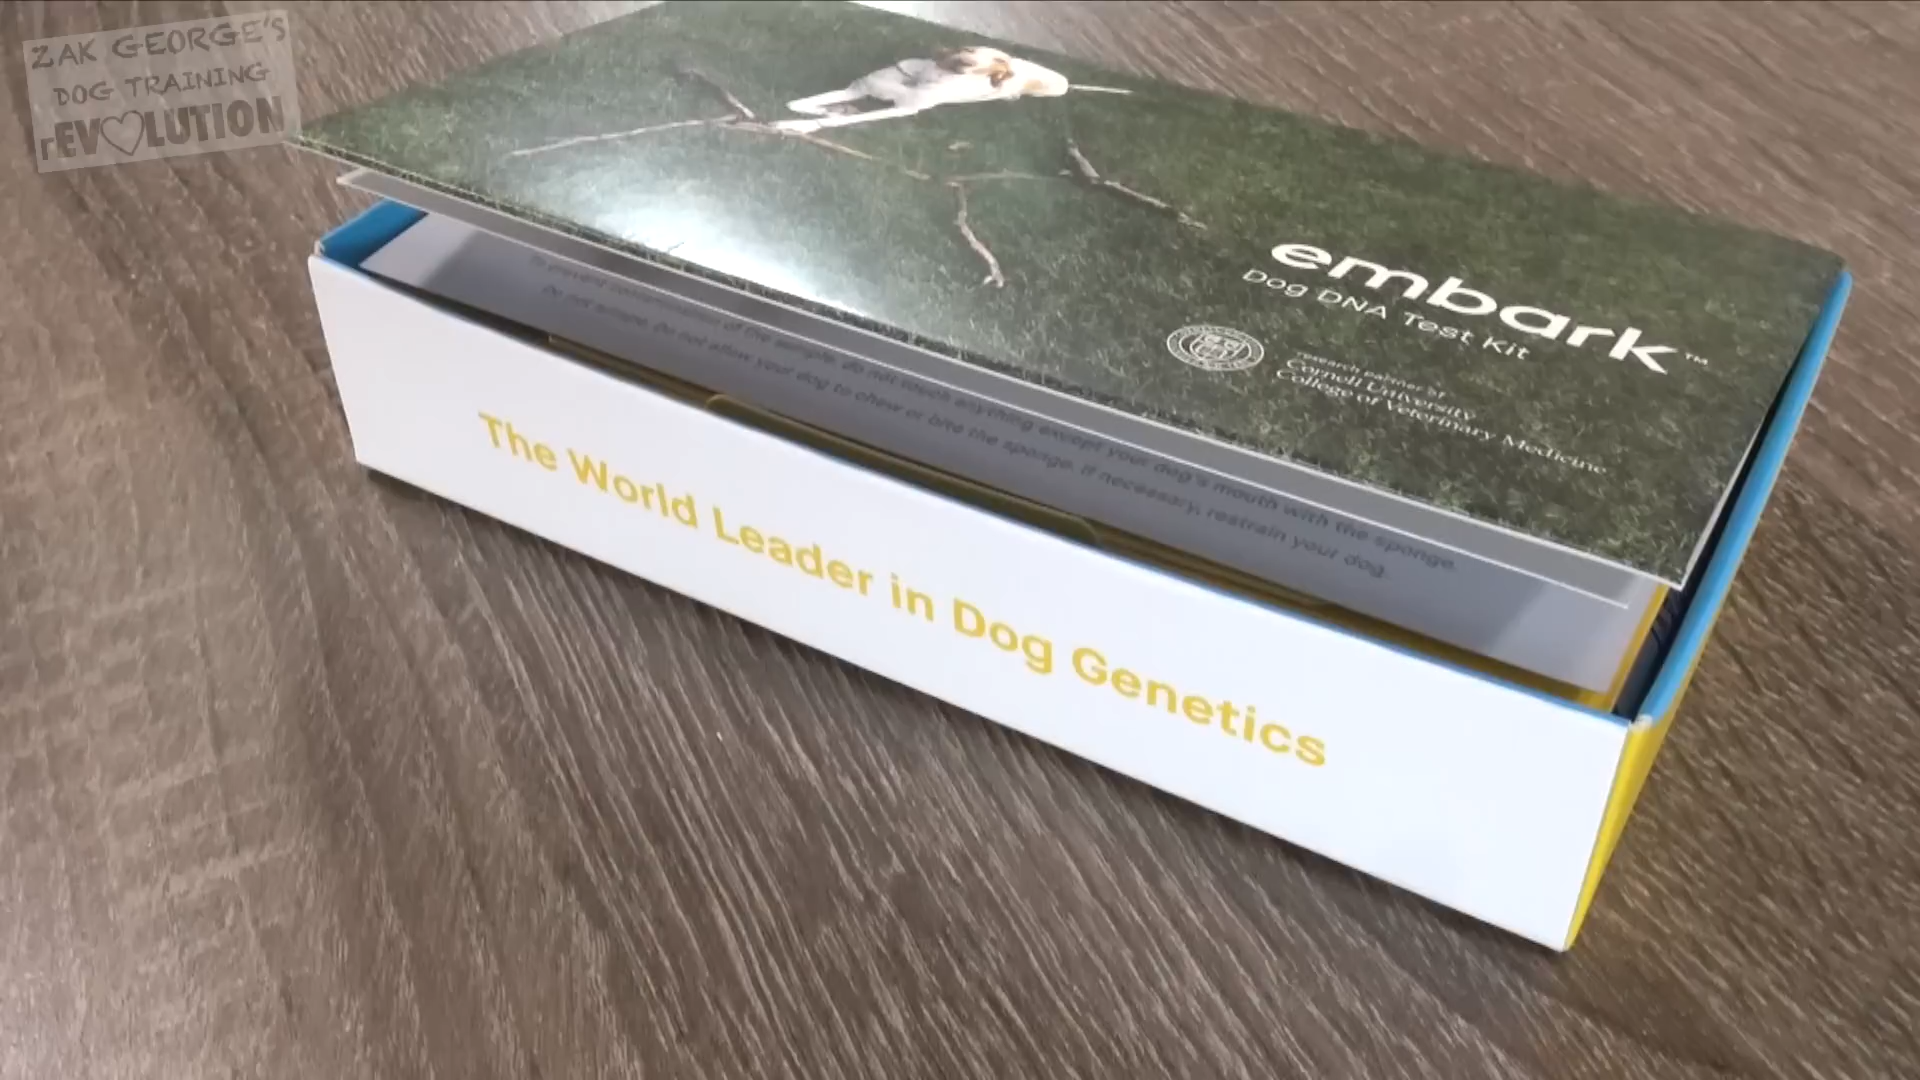 ZAK GEORGE'S
DOG TRAINING
rEVOLUTION
embark™
Dog DNA Test Kit
research partner of
Cornell University
College of Veterinary Medicine
To prevent contamination of the sample, do not touch anything except your dog's mouth with the sponge.
Do not allow your dog to chew or bite the sponge. If necessary, restrain your dog.
The World Leader in Dog Genetics